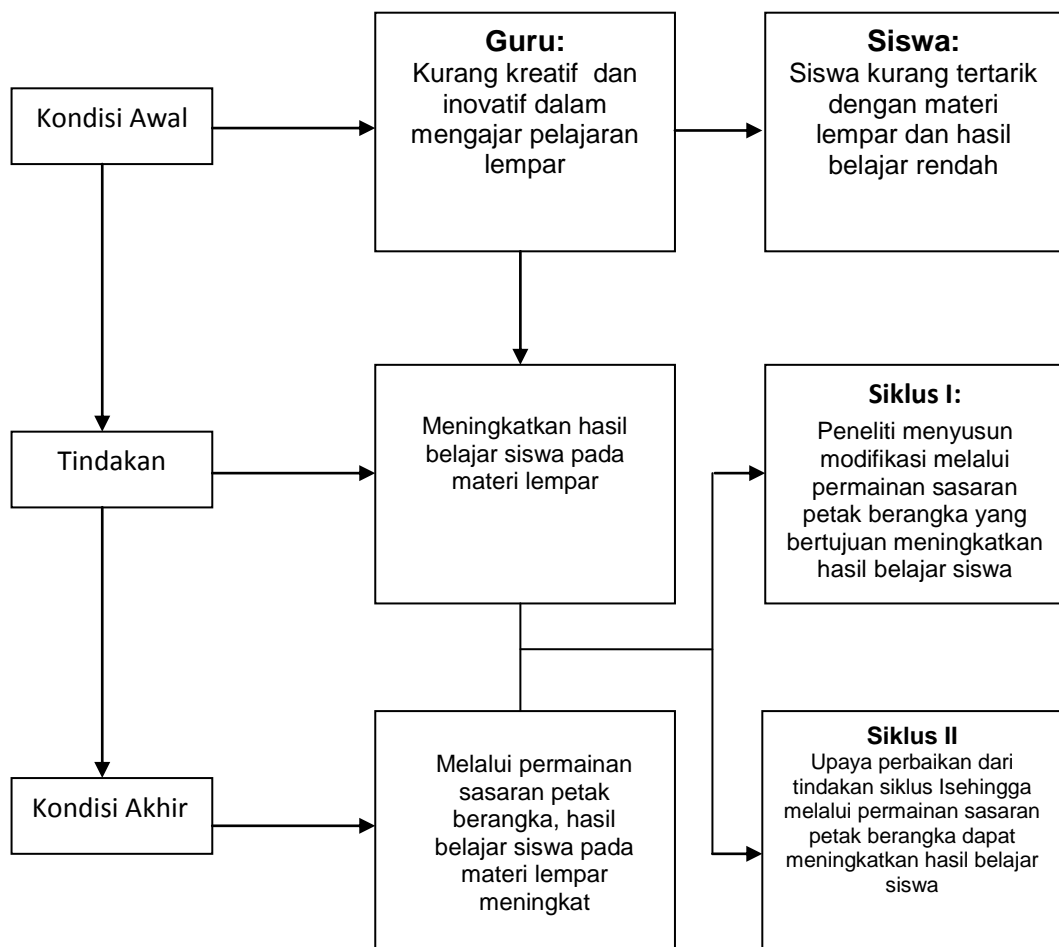 Kondisi Awal
Guru:
Kurang kreatif dan
inovatif dalam
mengajar pelajaran
lempar
Siswa:
Siswa kurang tertarik
dengan materi
lempar dan hasil
belajar rendah
Tindakan
Meningkatkan hasil
belajar siswa pada
materi lempar
Siklus I:
Peneliti menyusun
modifikasi melalui
permainan sasaran
petak berangka yang
bertujuan meningkatkan
hasil belajar siswa
Kondisi Akhir
Melalui permainan
sasaran petak
berangka, hasil
belajar siswa pada
materi lempar
meningkat
Siklus II
Upaya perbaikan dari
tindakan siklus Isehingga
melalui permainan sasaran
petak berangka dapat
meningkatkan hasil belajar
siswa